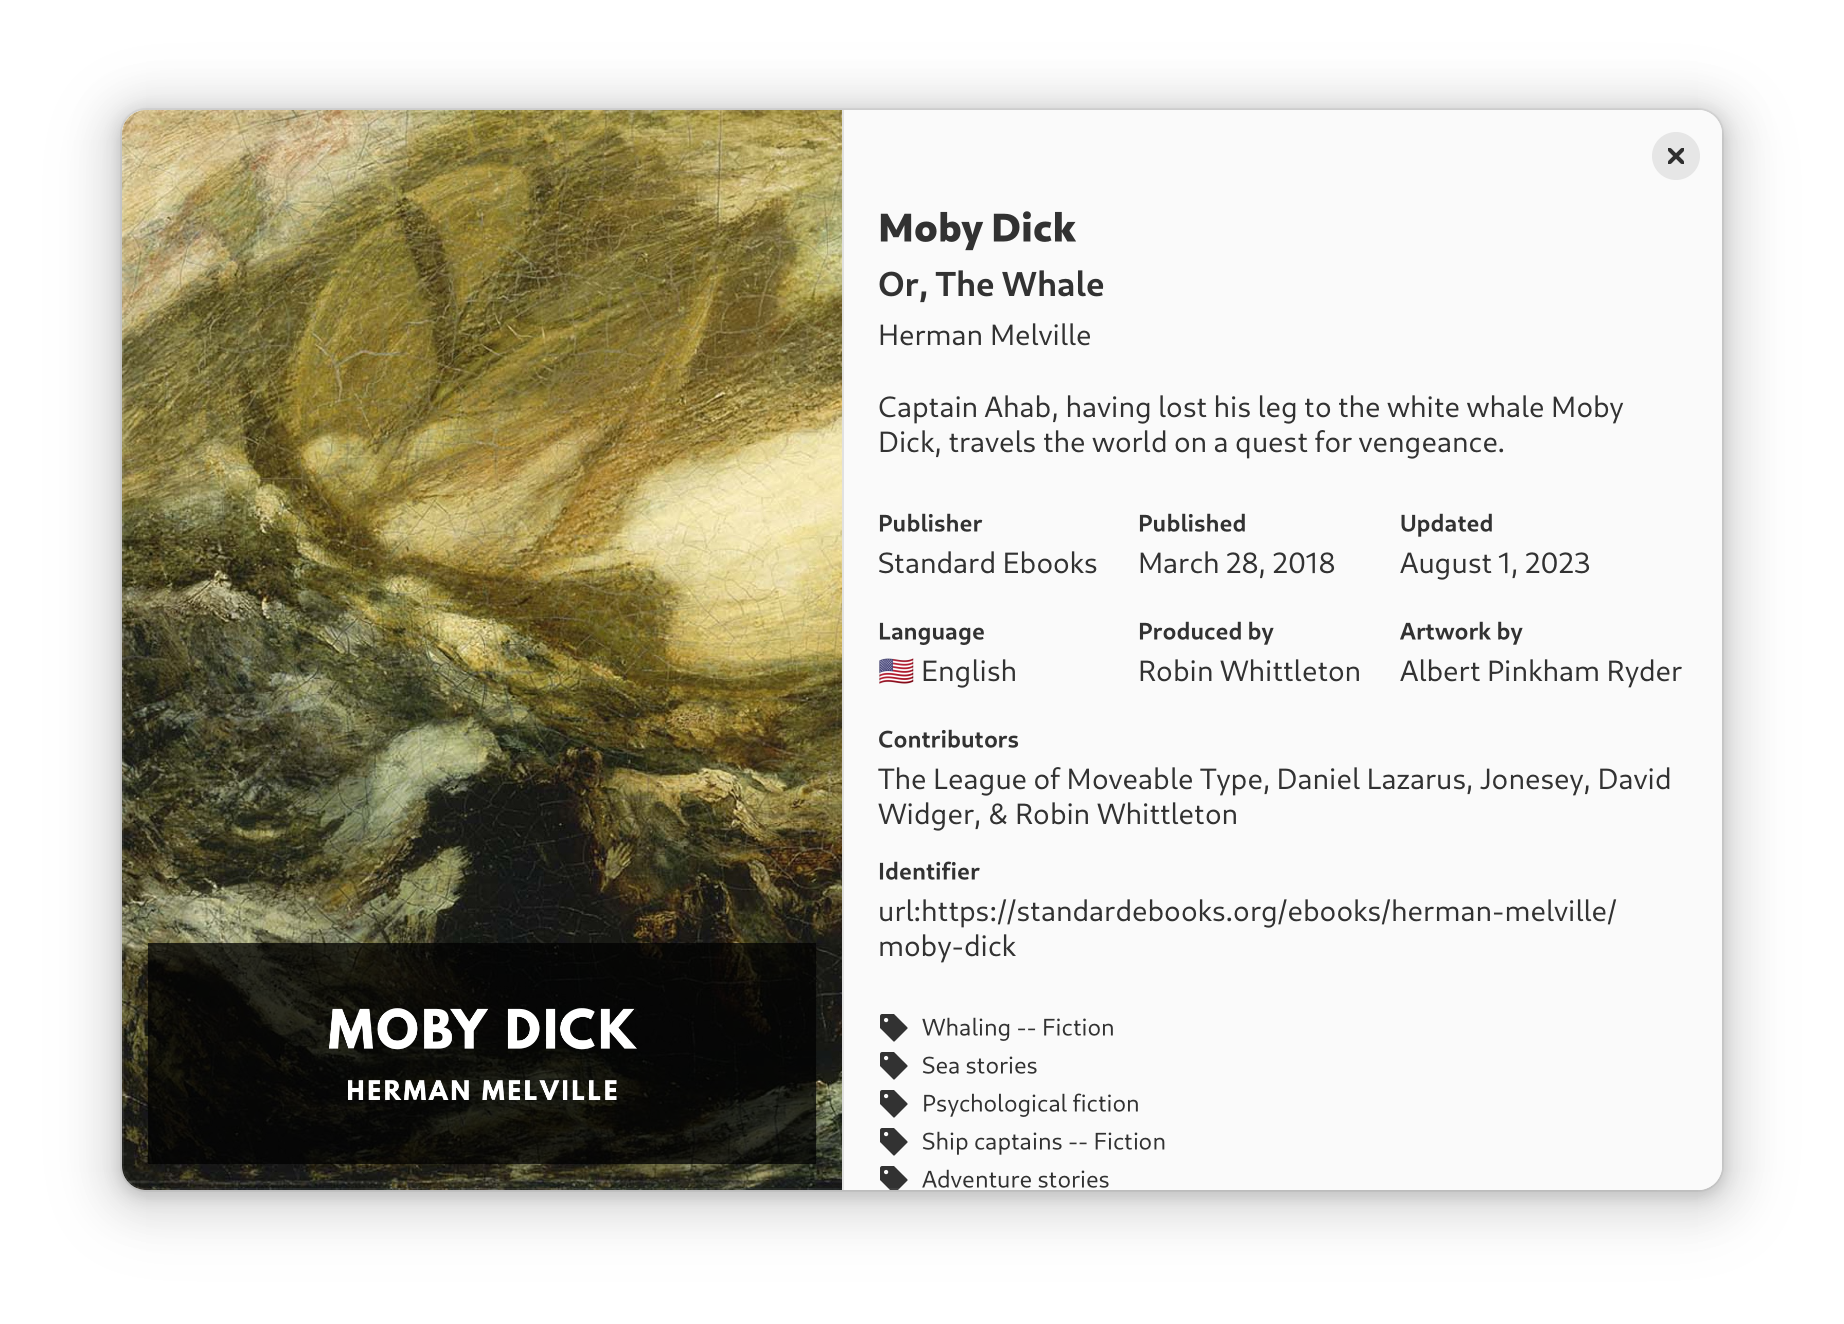 MOBY DICK
HERMAN MELVILLE
Moby Dick
Or, The Whale
Herman Melville
Captain Ahab, having lost his leg to the white whale Moby
Dick, travels the world on a quest for vengeance.
Publisher
Standard Ebooks
Published
March 28, 2018
Updated
August 1, 2023
Language
🇺🇸 English
Produced by
Robin Whittleton
Artwork by
Albert Pinkham Ryder
Contributors
The League of Moveable Type, Daniel Lazarus, Jonesey, David
Widger, & Robin Whittleton
Identifier
url:https://standardebooks.org/ebooks/herman-melville/
moby-dick
Whaling -- Fiction
Sea stories
Psychological fiction
Ship captains -- Fiction
Adventure stories